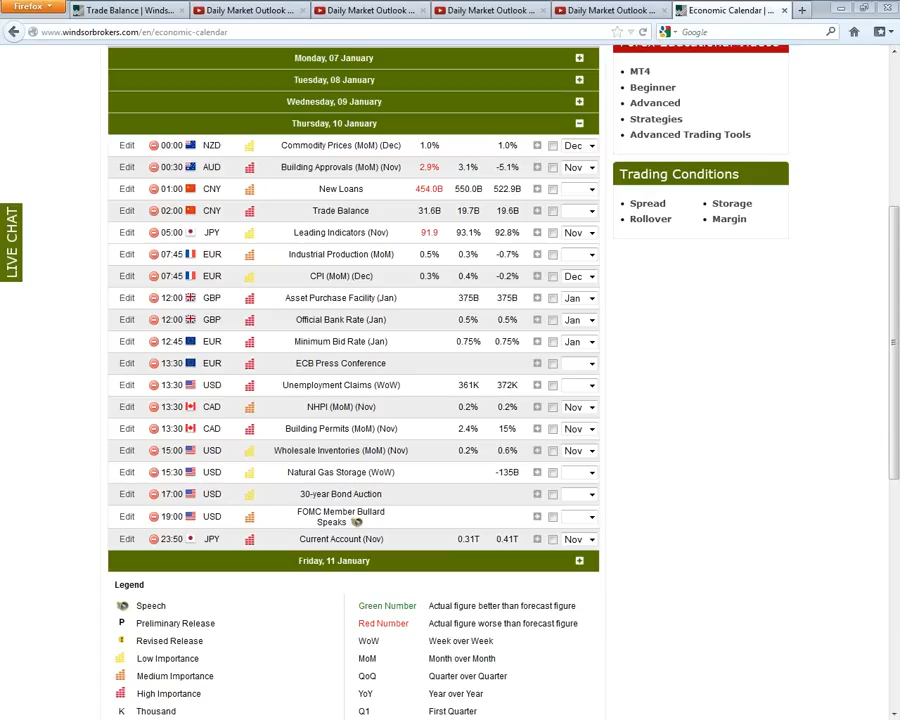 Firefox
Trade Balance | Winds...
Daily Market Outlook ...
Daily Market Outlook ...
Daily Market Outlook ...
Daily Market Outlook ...
Economic Calendar | ...
www.windsorbrokers.com/en/economic-calendar
Google
Monday, 07 January
Tuesday, 08 January
Wednesday, 09 January
Thursday, 10 January
Edit 00:00 NZD Commodity Prices (MoM) (Dec) 1.0% 1.0% Dec
Edit 00:30 AUD Building Approvals (MoM) (Nov) 2.9% 3.1% -5.1% Nov
Edit 01:00 CNY New Loans 454.0B 550.0B 522.9B
Edit 02:00 CNY Trade Balance 31.6B 19.7B 19.6B
Edit 05:00 JPY Leading Indicators (Nov) 91.9 93.1% 92.8% Nov
Edit 07:45 EUR Industrial Production (MoM) 0.5% 0.3% -0.7%
Edit 07:45 EUR CPI (MoM) (Dec) 0.3% 0.4% -0.2% Dec
Edit 12:00 GBP Asset Purchase Facility (Jan) 375B 375B Jan
Edit 12:00 GBP Official Bank Rate (Jan) 0.5% 0.5% Jan
Edit 12:45 EUR Minimum Bid Rate (Jan) 0.75% 0.75% Jan
Edit 13:30 EUR ECB Press Conference
Edit 13:30 USD Unemployment Claims (WoW) 361K 372K
Edit 13:30 CAD NHPI (MoM) (Nov) 0.2% 0.2% Nov
Edit 13:30 CAD Building Permits (MoM) (Nov) 2.4% 15% Nov
Edit 15:00 USD Wholesale Inventories (MoM) (Nov) 0.2% 0.6% Nov
Edit 15:30 USD Natural Gas Storage (WoW) -135B
Edit 17:00 USD 30-year Bond Auction
Edit 19:00 USD FOMC Member Bullard
Speaks
Edit 23:50 JPY Current Account (Nov) 0.31T 0.41T Nov
Friday, 11 January
Legend
Speech
P Preliminary Release
Revised Release
Low Importance
Medium Importance
High Importance
K Thousand
Green Number Actual figure better than forecast figure
Red Number Actual figure worse than forecast figure
WoW Week over Week
MoM Month over Month
QoQ Quarter over Quarter
YoY Year over Year
Q1 First Quarter
MT4
Beginner
Advanced
Strategies
Advanced Trading Tools
Trading Conditions
Spread
Storage
Rollover
Margin
LIVE CHAT